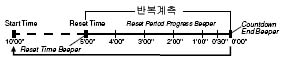 반복계측
Start Time Reset Time Reset Period Progress Beeper Countdown
End Beeper
10'00" 5'00" 4'00" 3'00" 2'00" 1'00" 0'30" 0'00"
Reset Time Beeper